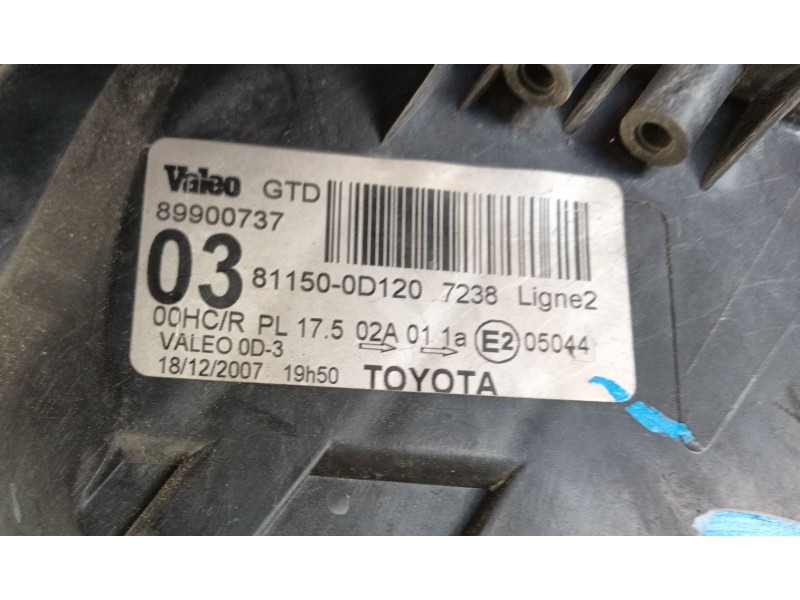 Valeo GTD
89900737
03 81150-0D120 7238 Ligne2
00HC/R PL 17.5 02A 01 1a E2 05044
VALEO 0D-3
18/12/2007 19h50 TOYOTA